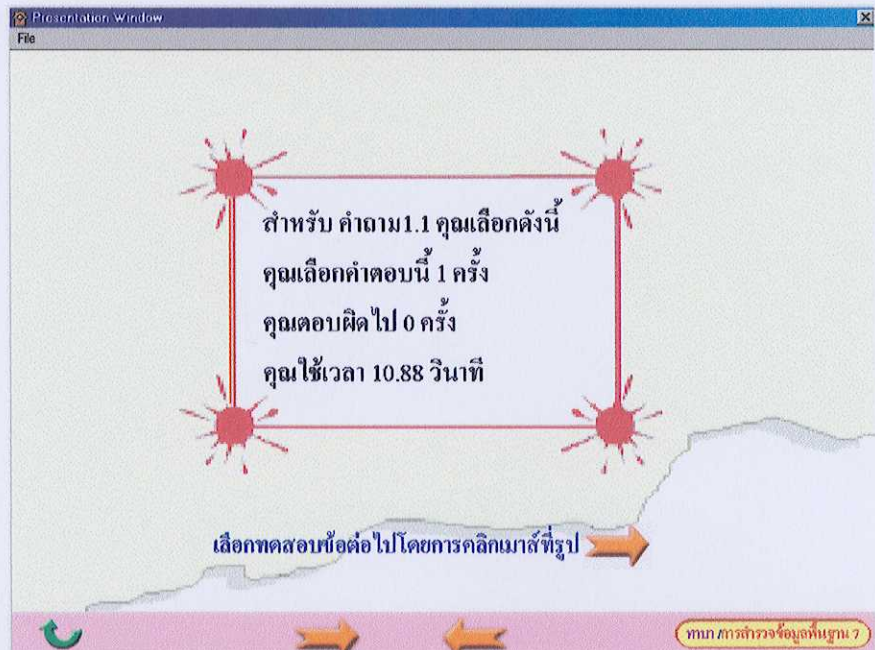 Presentation Window
File
สำหรับ คำถาม1.1 คุณเลือกดังนี้
คุณเลือกคำตอบนี้ 1 ครั้ง
คุณตอบผิดไป 0 ครั้ง
คุณใช้เวลา 10.88 วินาที
เลือกทดสอบข้อต่อไปโดยการคลิกเมาส์ที่รูป
ทานา /การสำรวจข้อมูลพื้นฐาน 7